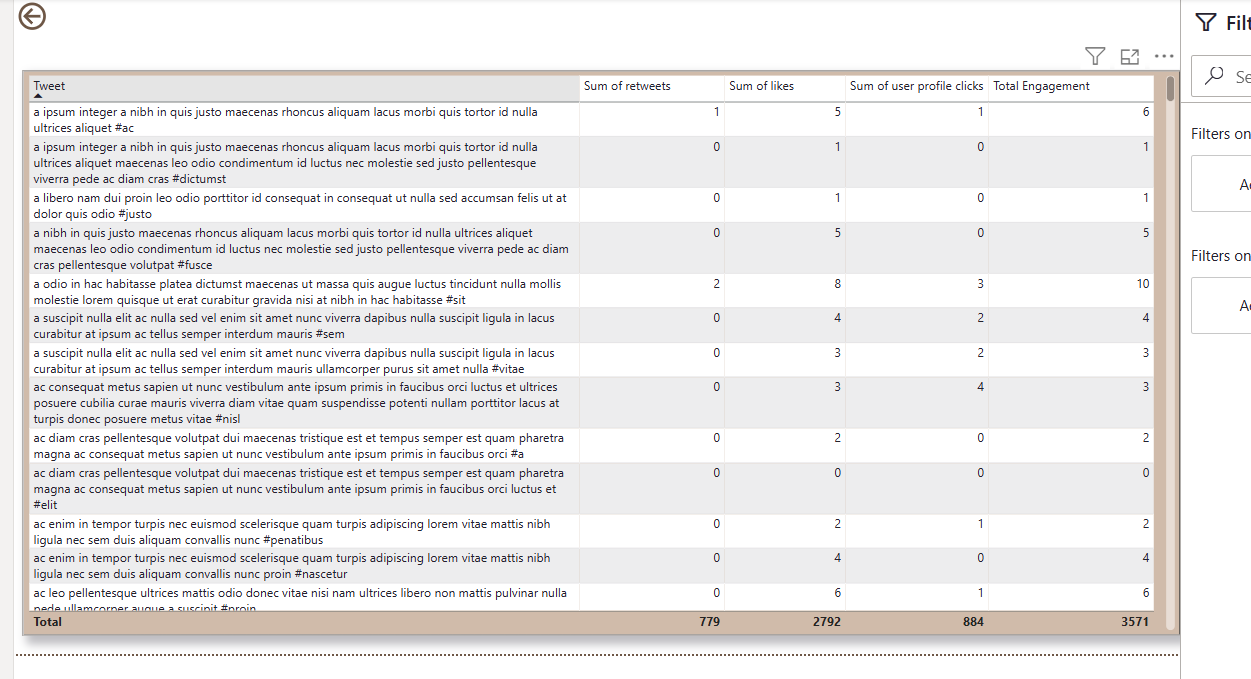 Filt
Se
Tweet Sum of retweets Sum of likes Sum of user profile clicks Total Engagement
a ipsum integer a nibh in quis justo maecenas rhoncus aliquam lacus morbi quis tortor id nulla 1 5 1 6
ultrices aliquet #ac
a ipsum integer a nibh in quis justo maecenas rhoncus aliquam lacus morbi quis tortor id nulla 0 1 0 1
ultrices aliquet maecenas leo odio condimentum id luctus nec molestie sed justo pellentesque
viverra pede ac diam cras #dictumst
a libero nam dui proin leo odio porttitor id consequat in consequat ut nulla sed accumsan felis ut at 0 1 0 1
dolor quis odio #justo
a nibh in quis justo maecenas rhoncus aliquam lacus morbi quis tortor id nulla ultrices aliquet 0 5 0 5
maecenas leo odio condimentum id luctus nec molestie sed justo pellentesque viverra pede ac diam
cras pellentesque volutpat #fusce
a odio in hac habitasse platea dictumst maecenas ut massa quis augue luctus tincidunt nulla mollis 2 8 3 10
molestie lorem quisque ut erat curabitur gravida nisi at nibh in hac habitasse #sit
a suscipit nulla elit ac nulla sed vel enim sit amet nunc viverra dapibus nulla suscipit ligula in lacus 0 4 2 4
curabitur at ipsum ac tellus semper interdum mauris #sem
a suscipit nulla elit ac nulla sed vel enim sit amet nunc viverra dapibus nulla suscipit ligula in lacus 0 3 2 3
curabitur at ipsum ac tellus semper interdum mauris ullamcorper purus sit amet nulla #vitae
ac consequat metus sapien ut nunc vestibulum ante ipsum primis in faucibus orci luctus et ultrices 0 3 4 3
posuere cubilia curae mauris viverra diam vitae quam suspendisse potenti nullam porttitor lacus at
turpis donec posuere metus vitae #nisl
ac diam cras pellentesque volutpat dui maecenas tristique est et tempus semper est quam pharetra 0 2 0 2
magna ac consequat metus sapien ut nunc vestibulum ante ipsum primis in faucibus orci #a
ac diam cras pellentesque volutpat dui maecenas tristique est et tempus semper est quam pharetra 0 0 0 0
magna ac consequat metus sapien ut nunc vestibulum ante ipsum primis in faucibus orci luctus et
#elit
ac enim in tempor turpis nec euismod scelerisque quam turpis adipiscing lorem vitae mattis nibh 0 2 1 2
ligula nec sem duis aliquam convallis nunc #penatibus
ac enim in tempor turpis nec euismod scelerisque quam turpis adipiscing lorem vitae mattis nibh 0 4 0 4
ligula nec sem duis aliquam convallis nunc proin #nascetur
ac leo pellentesque ultrices mattis odio donec vitae nisi nam ultrices libero non mattis pulvinar nulla 0 6 1 6
pede ullamcorper augue a suscipit #proin
Total 779 2792 884 3571
Filters on
Ad
Filters on
Ad